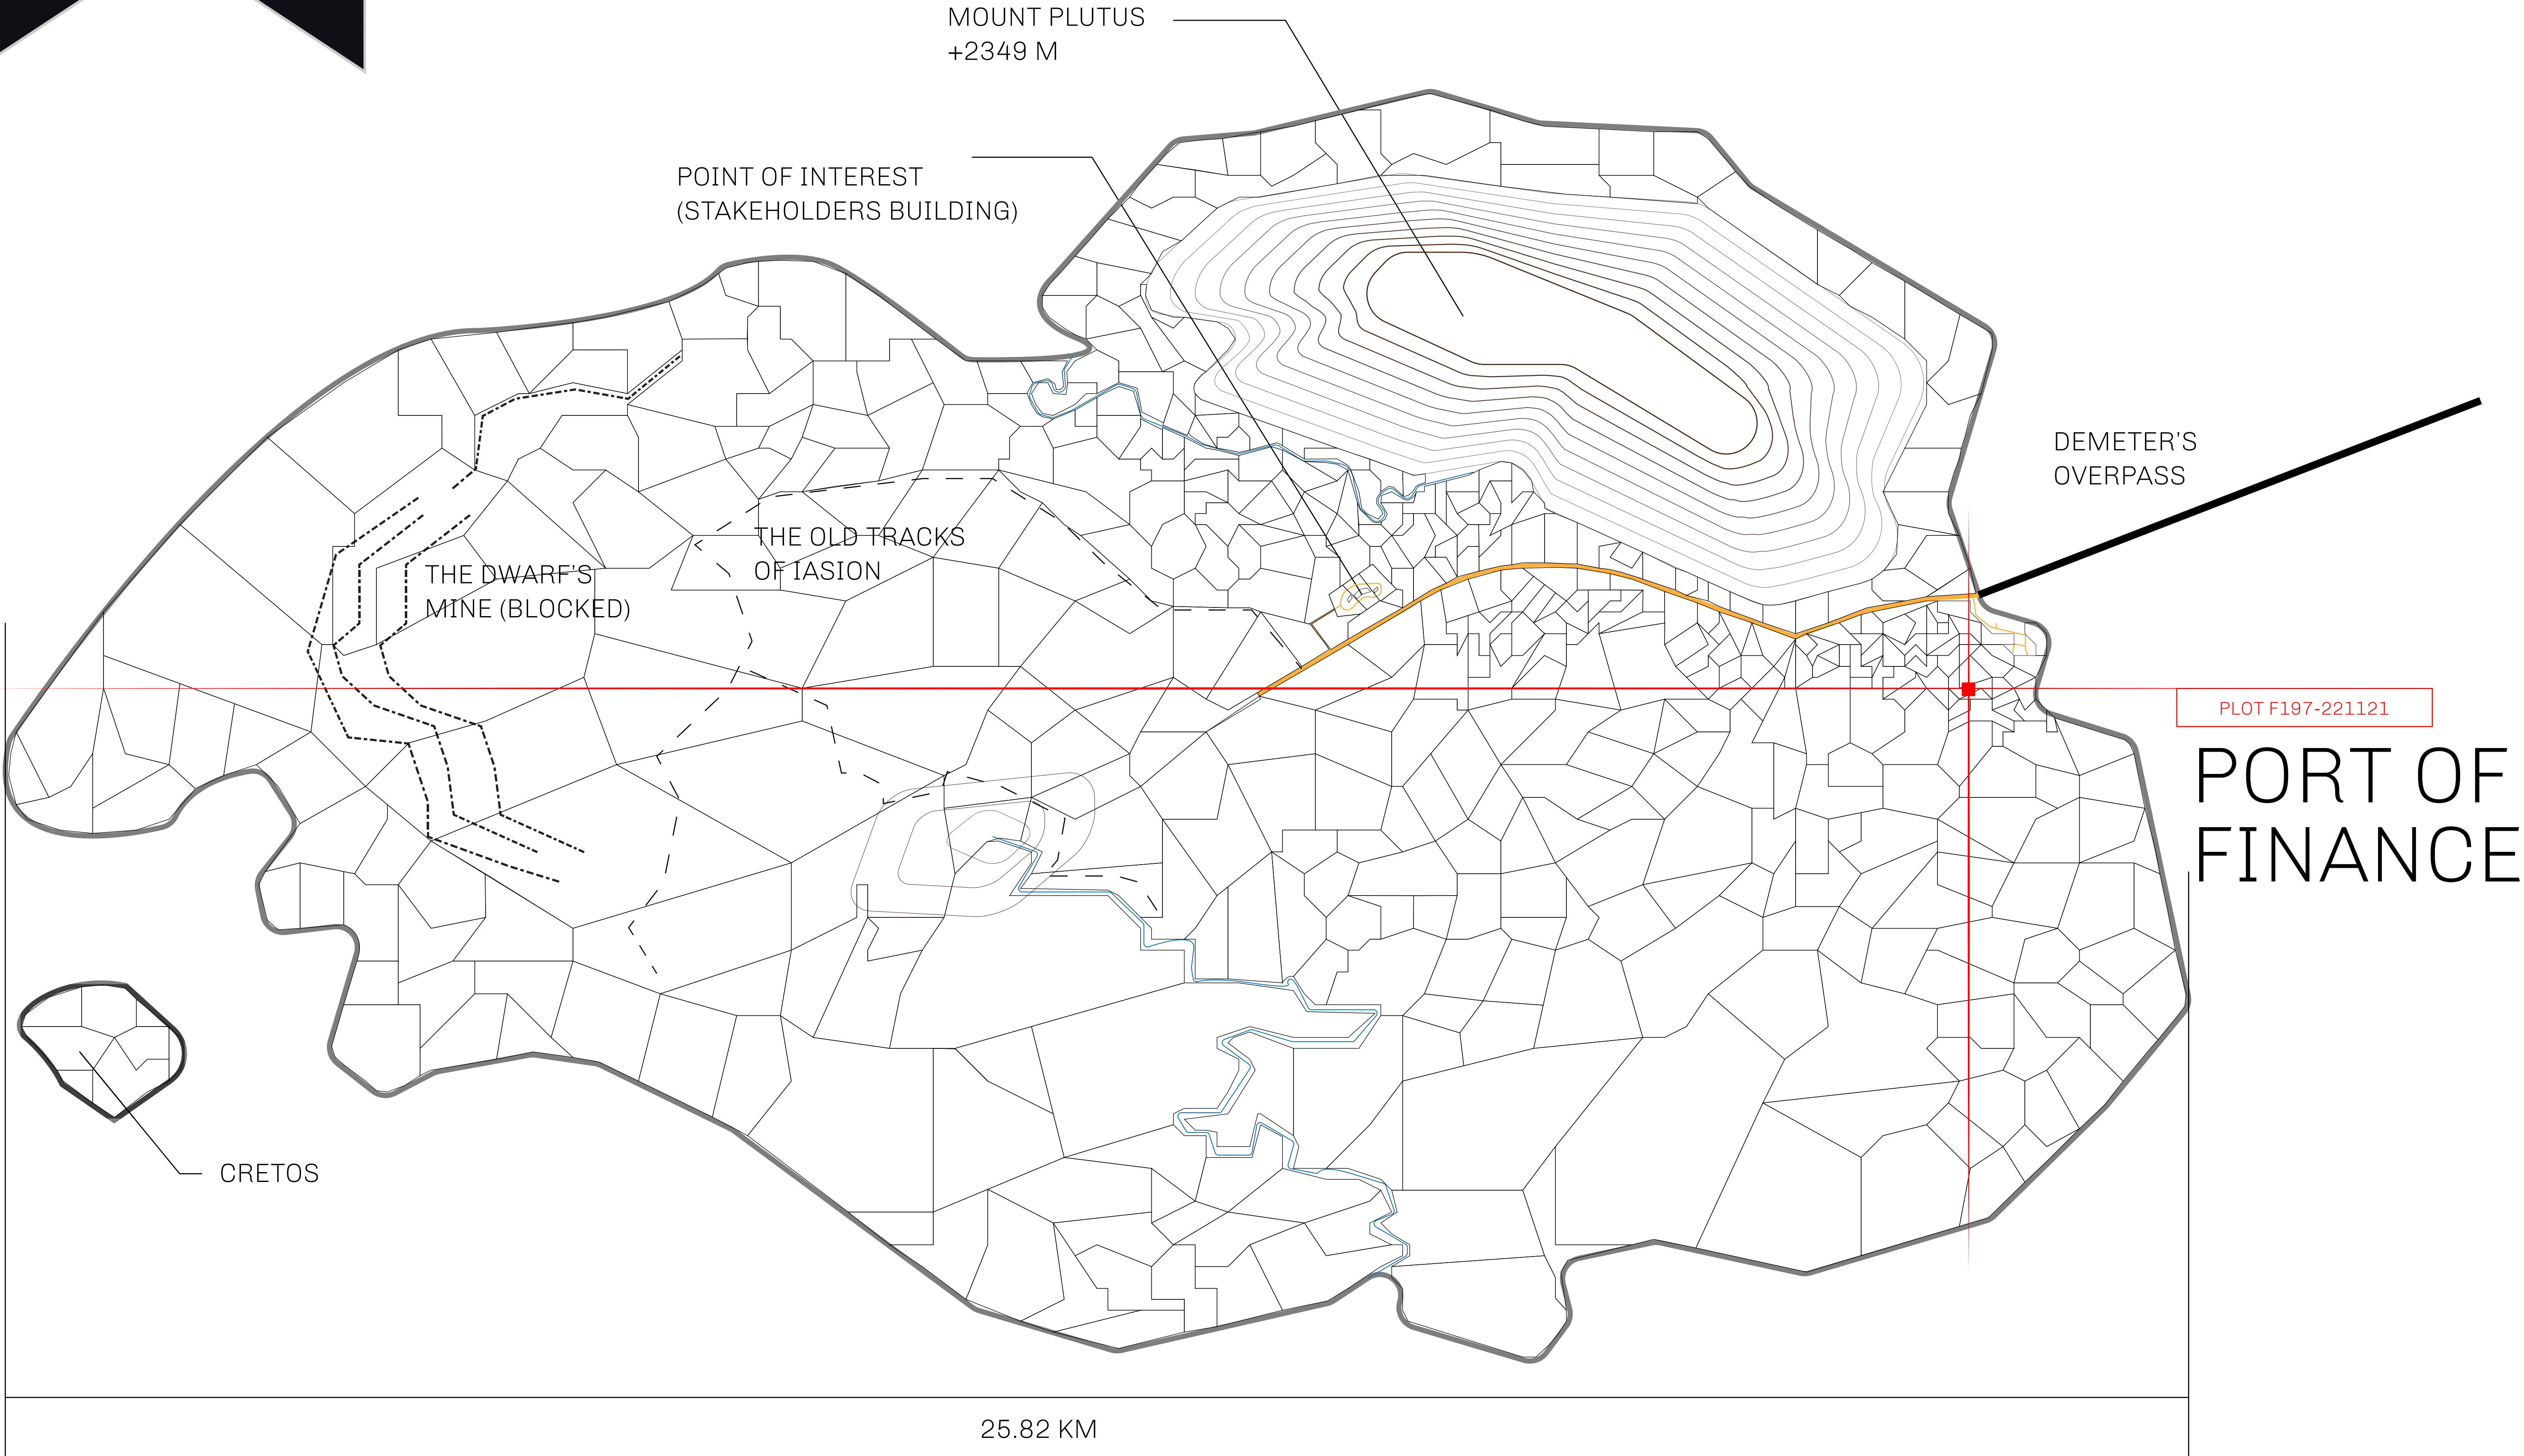 MOUNT PLUTUS
+2349 M
POINT OF INTEREST
(STAKEHOLDERS BUILDING)
DEMETER'S
OVERPASS
THE OLD TRACKS
OF IASION
THE DWARF'S
MINE (BLOCKED)
PLOT F197-221121
PORT OF
FINANCE
CRETOS
25.82 KM